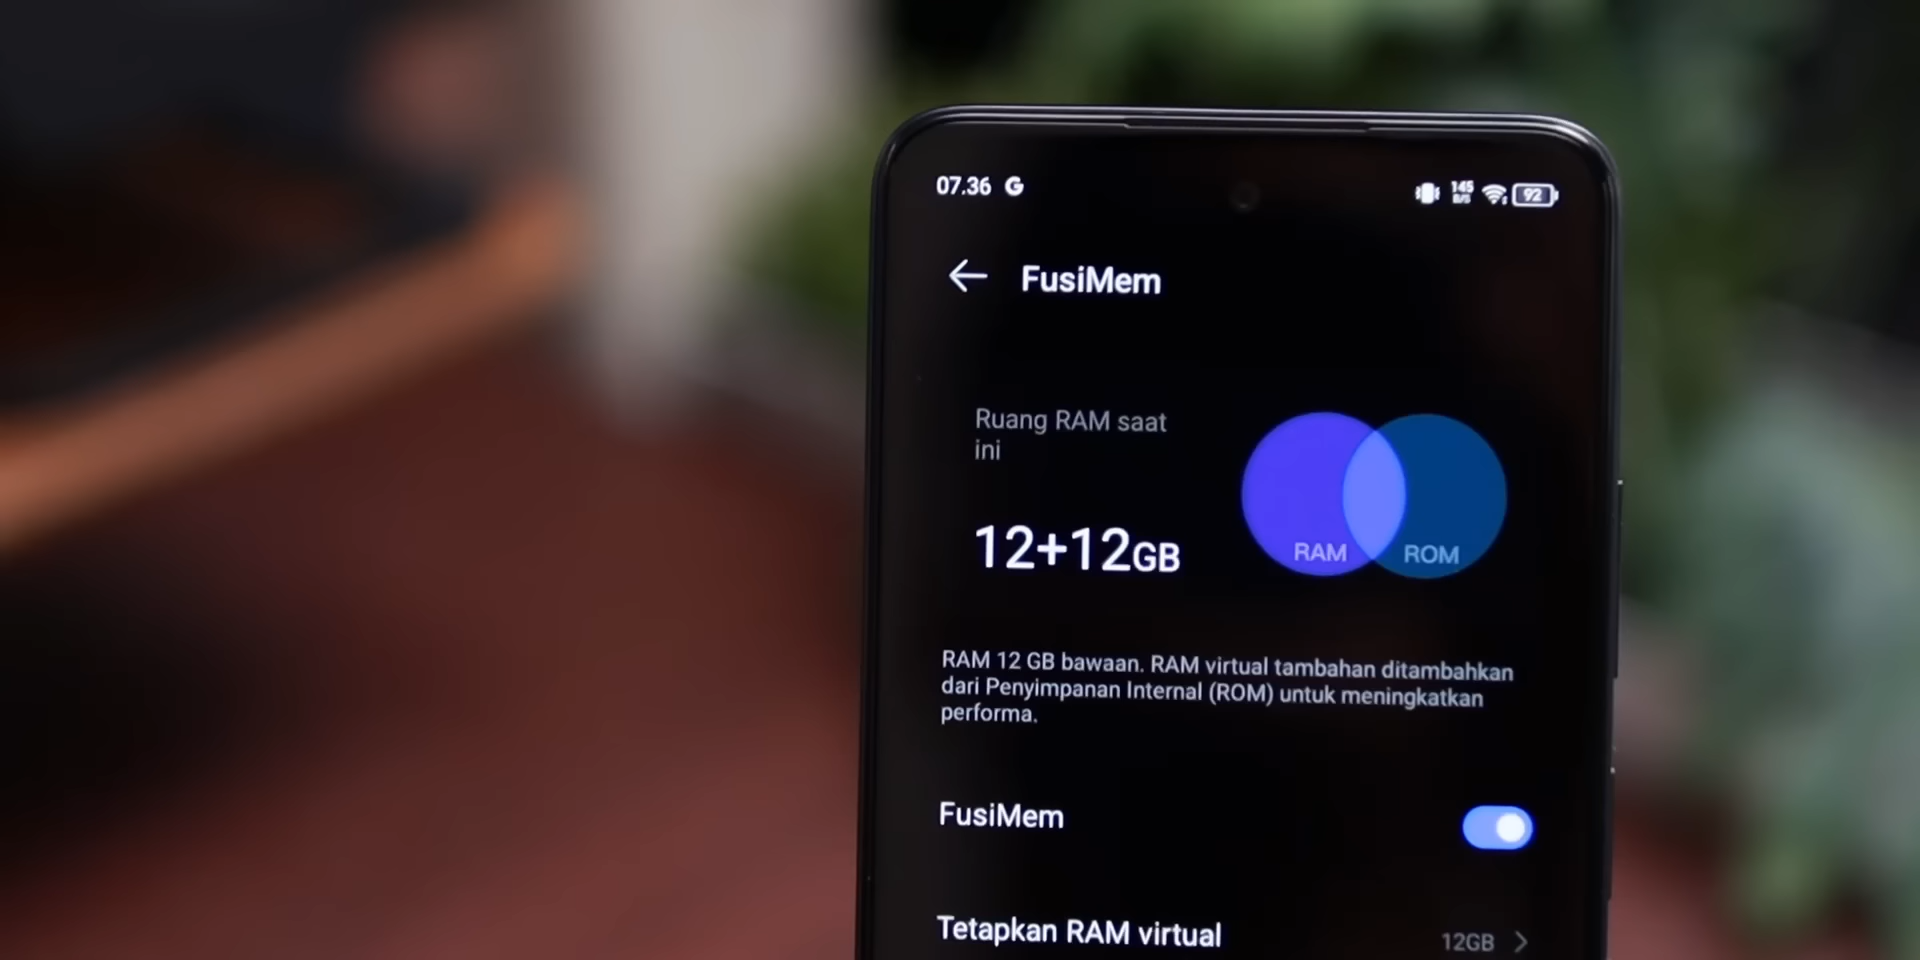 07.36 G 145 B/S 92
FusiMem
Ruang RAM saat
ini
12+12GB
RAM ROM
RAM 12 GB bawaan. RAM virtual tambahan ditambahkan
dari Penyimpanan Internal (ROM) untuk meningkatkan
performa.
FusiMem
Tetapkan RAM virtual 12GB